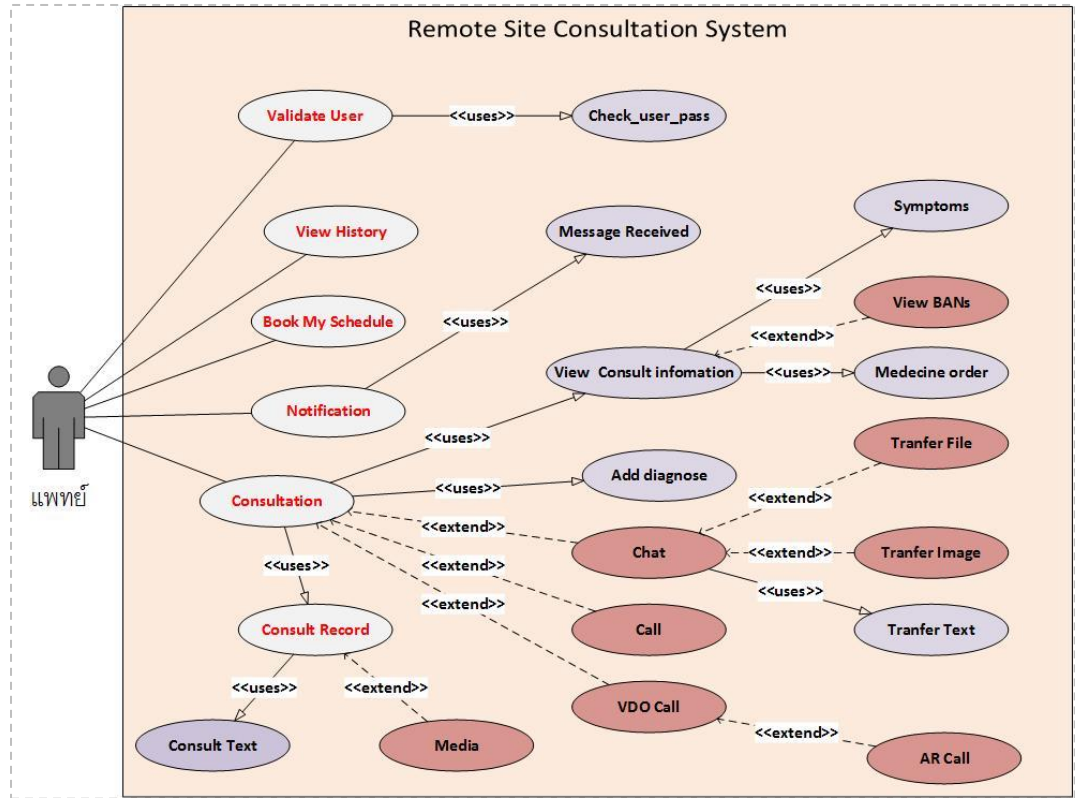 Remote Site Consultation System
Validate User
<<uses>>
Check_user_pass
Symptoms
View History
Message Received
<<uses>>
View BANs
Book My Schedule
<<uses>>
<<extend>>
View Consult infomation
<<uses>>
Medecine order
Notification
<<uses>>
Tranfer File
แพทย์
Consultation
<<uses>>
Add diagnose
<<extend>>
<<extend>>
Chat
<<extend>>
Tranfer Image
<<uses>>
<<extend>>
<<uses>>
<<extend>>
Consult Record
Call
Tranfer Text
<<uses>>
<<extend>>
VDO Call
<<extend>>
Consult Text
Media
AR Call